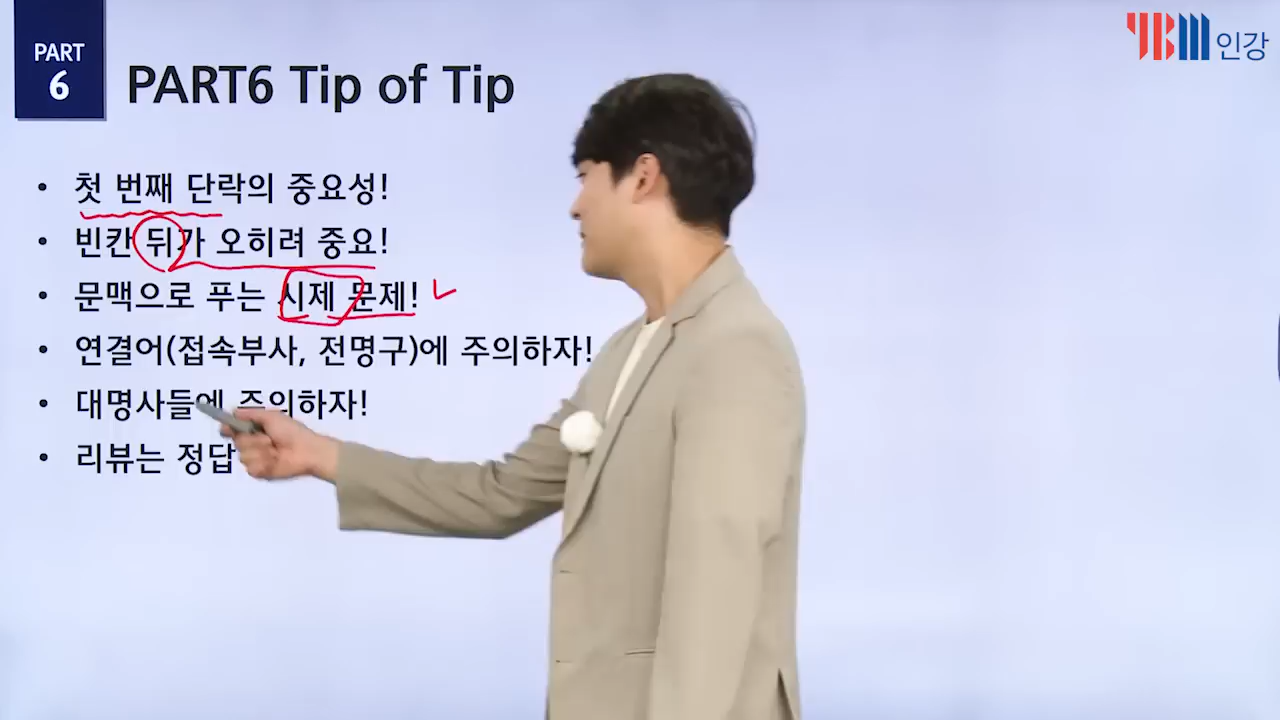 PART
6
PART6 Tip of Tip
YBM 인강
• 첫 번째 단락의 중요성!
• 빈칸 뒤가 오히려 중요!
• 문맥으로 푸는 시제 문제!
• 연결어(접속부사, 전명구)에 주의하자!
• 대명사들에 주의하자!
• 리뷰는 정답